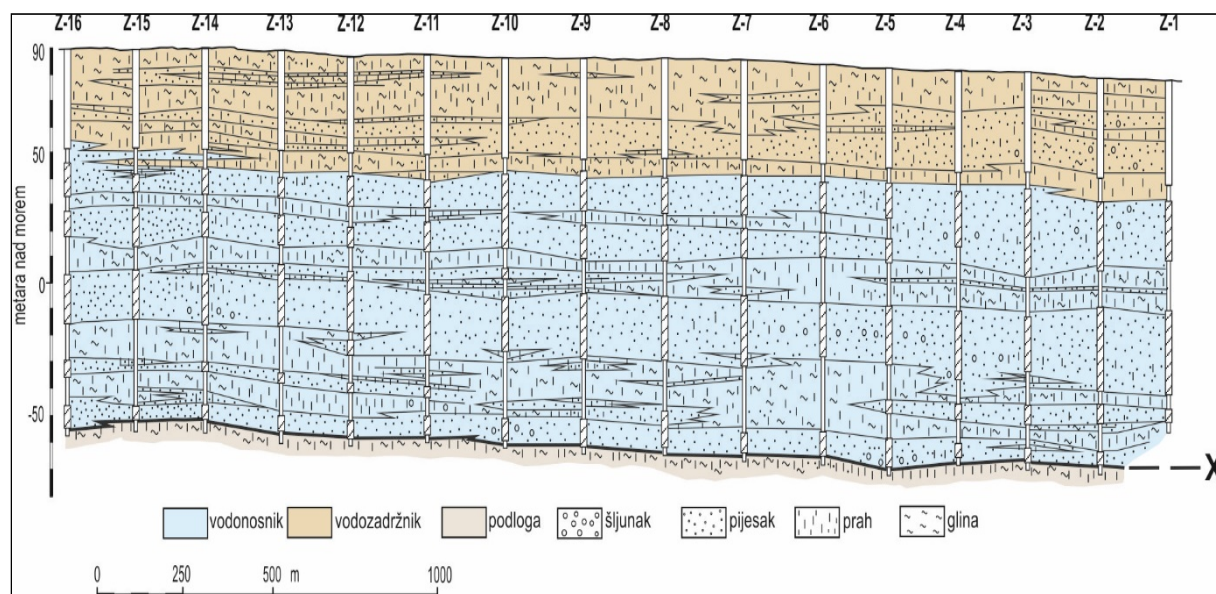 Z-16 Z-15 Z-14 Z-13 Z-12 Z-11 Z-10 Z-9 Z-8 Z-7 Z-6 Z-5 Z-4 Z-3 Z-2 Z-1
90
50
0
-50
metara nad morem
X
vodonosnik vodozadržnik podloga šljunak pijesak prah glina
0 250 500 m 1000